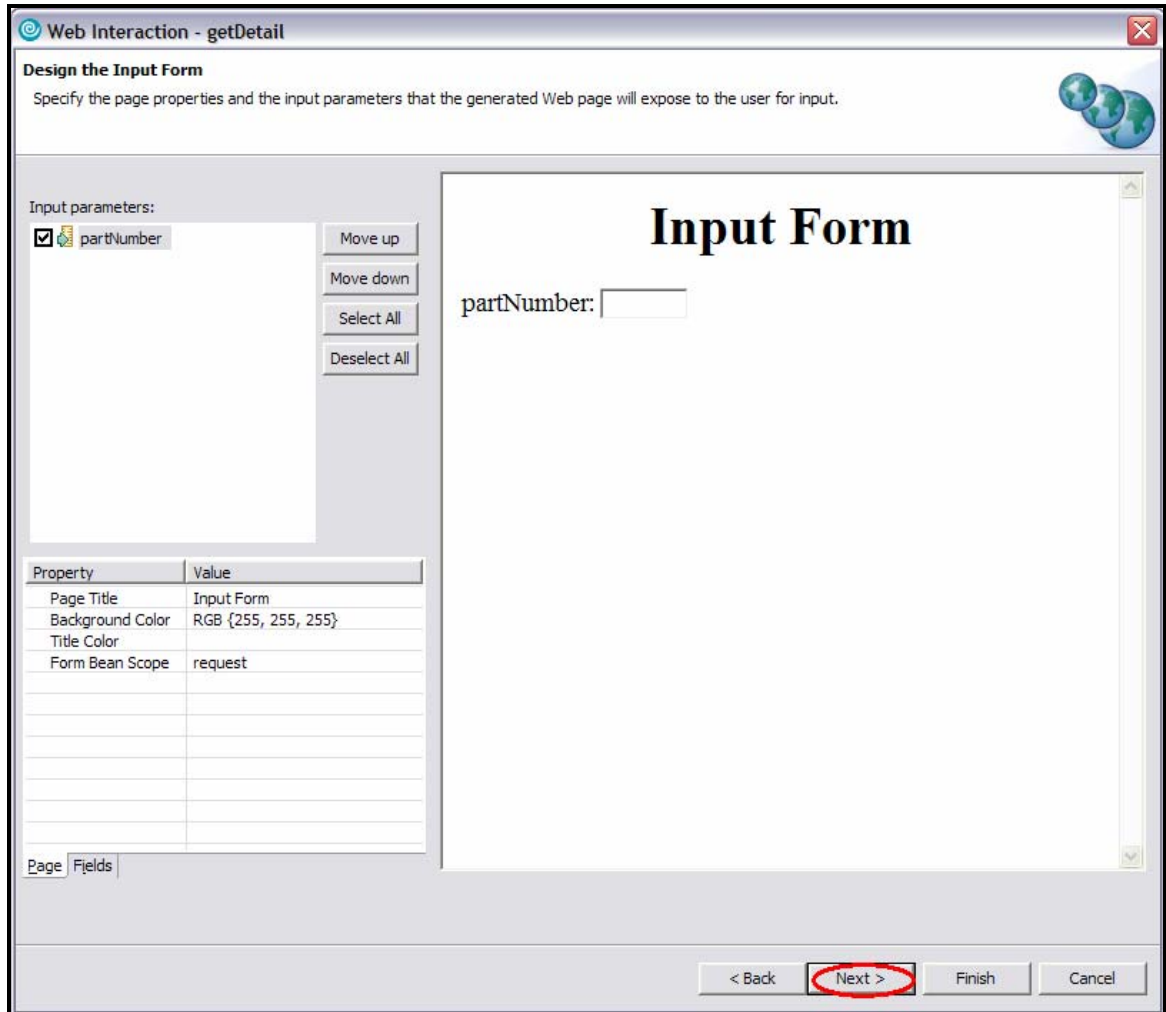 Web Interaction - getDetail
Design the Input Form
Specify the page properties and the input parameters that the generated Web page will expose to the user for input.
Input parameters:
partNumber
Move up
Move down
Select All
Deselect All
Input Form
partNumber:
Property Value
Page Title Input Form
Background Color RGB {255, 255, 255}
Title Color
Form Bean Scope request
Page Fields
< Back Next > Finish Cancel